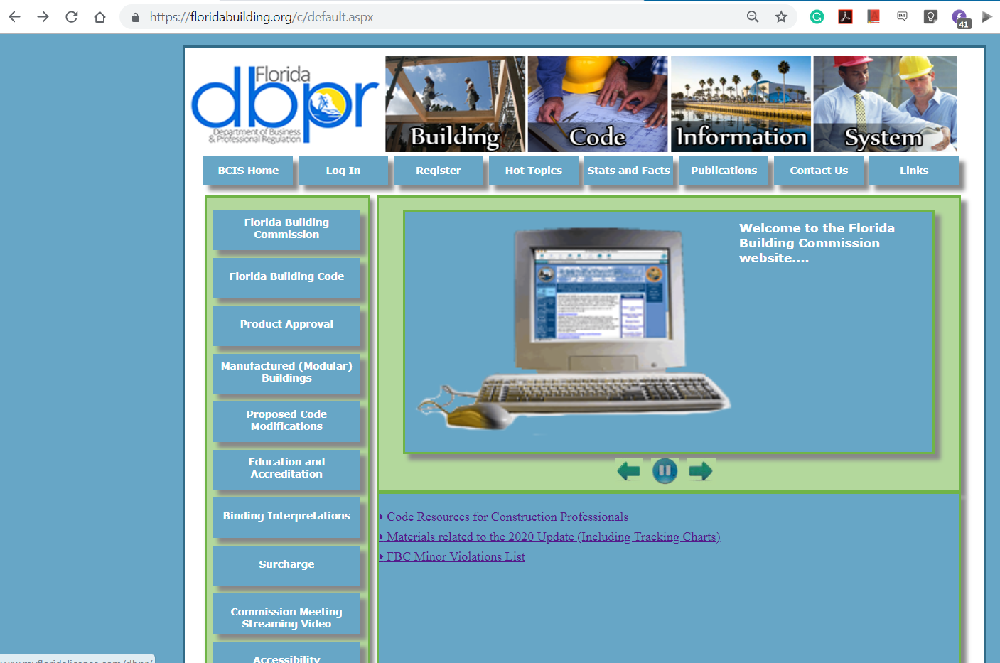 https://floridabuilding.org/c/default.aspx
SMS
41
Florida
dbpr
Department of Business
& Professional Regulation
Building
Code
Information
System
BCIS Home
Log In
Register
Hot Topics
Stats and Facts
Publications
Contact Us
Links
Florida Building
Commission
Florida Building Code
Product Approval
Manufactured (Modular)
Buildings
Proposed Code
Modifications
Education and
Accreditation
Binding Interpretations
Surcharge
Commission Meeting
Streaming Video
Accessibility
Welcome to the Florida
Building Commission
website....
Code Resources for Construction Professionals
Materials related to the 2020 Update (Including Tracking Charts)
FBC Minor Violations List